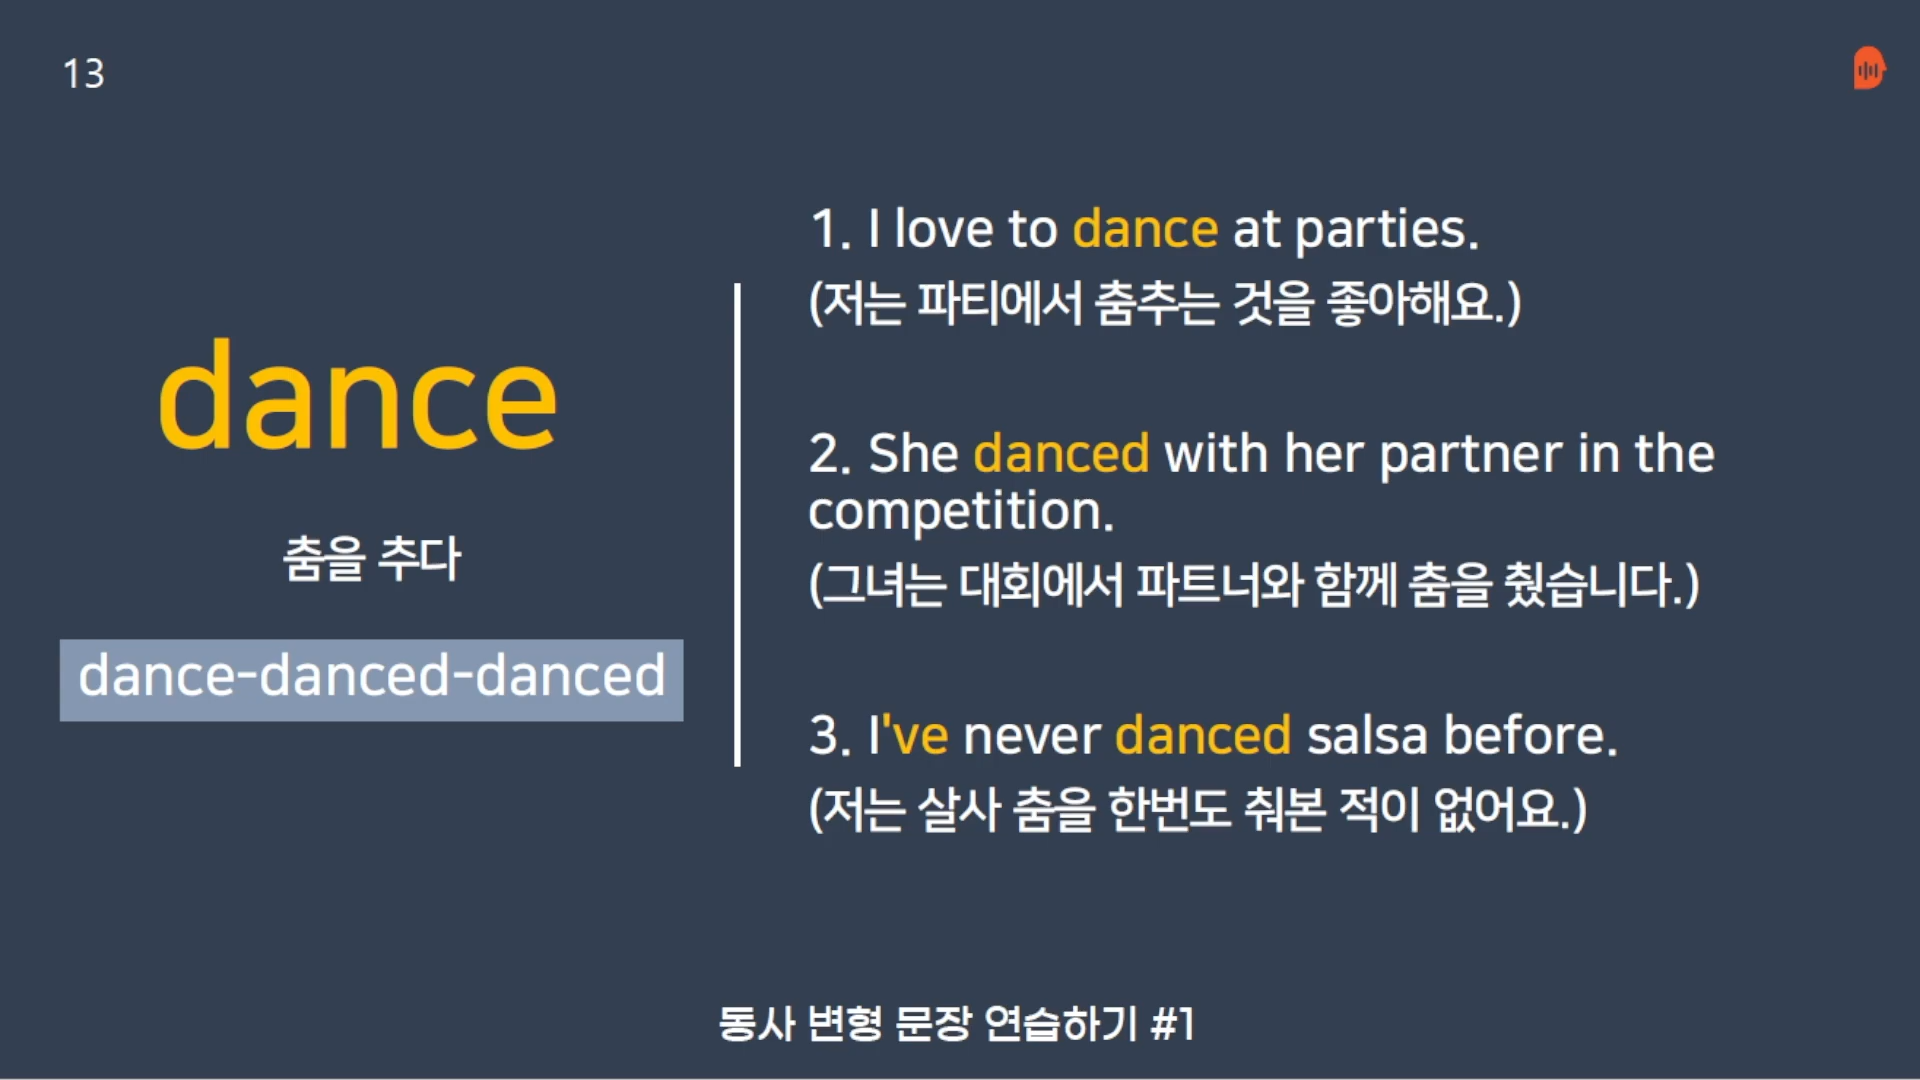 13
dance
춤을 추다
dance-danced-danced
1. I love to dance at parties.
(저는 파티에서 춤추는 것을 좋아해요.)
2. She danced with her partner in the
competition.
(그녀는 대회에서 파트너와 함께 춤을 췄습니다.)
3. I've never danced salsa before.
(저는 살사 춤을 한번도 춰본 적이 없어요.)
동사 변형 문장 연습하기 #1